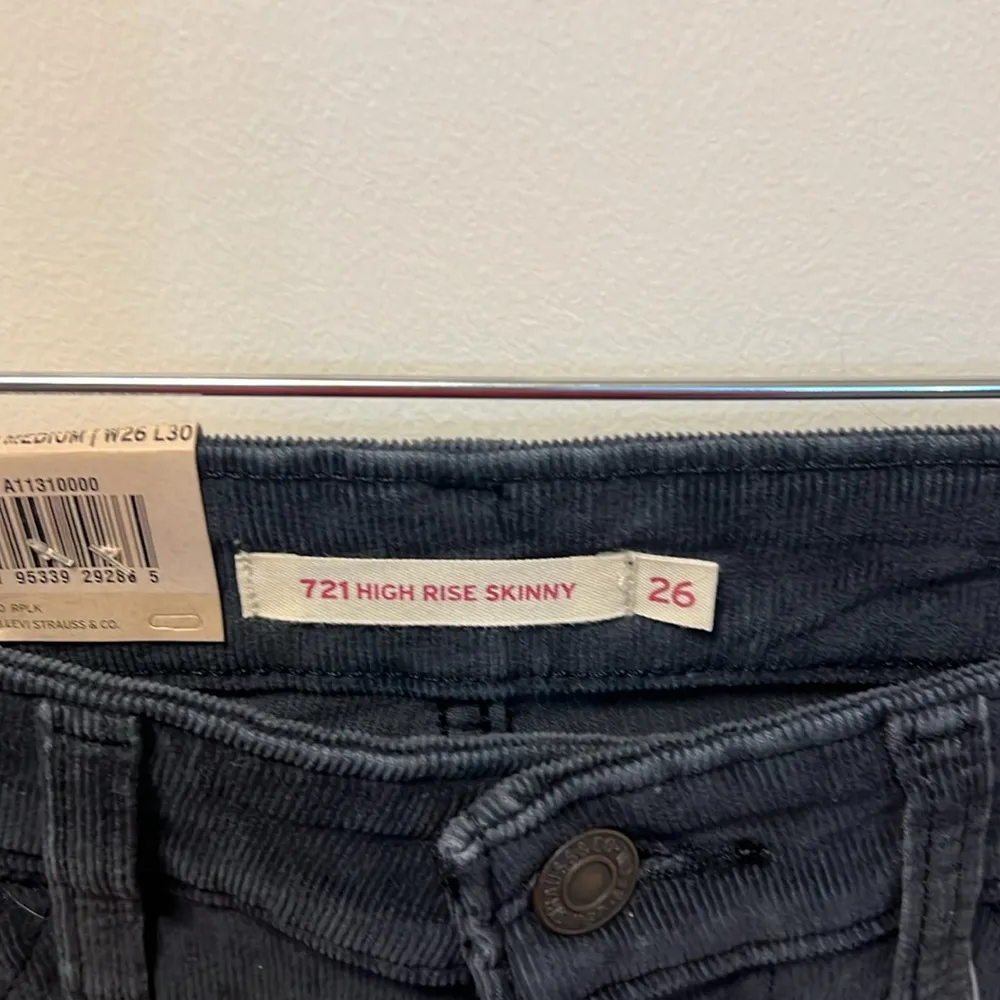 MEDIUM / W26 L30
A11310000
95339 29286 5
RPLK
LEVI STRAUSS & CO.
721 HIGH RISE SKINNY
26